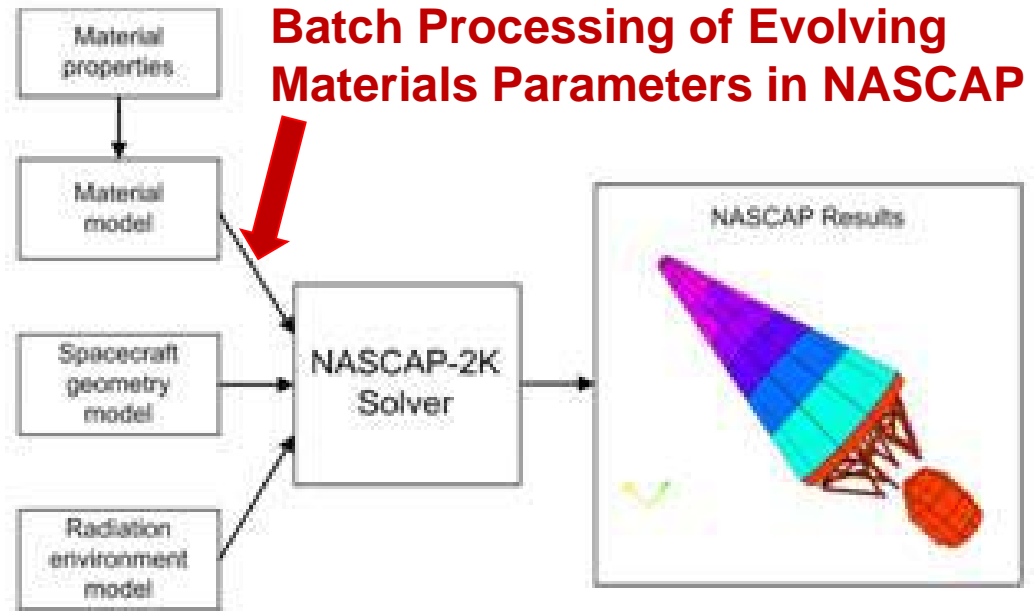 Batch Processing of Evolving
Materials Parameters in NASCAP
Material
properties
Material
model
Spacecraft
geometry
model
Radiation
environment
model
NASCAP-2K
Solver
NASCAP Results